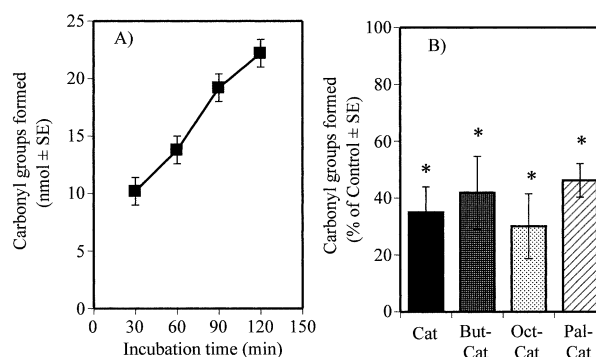 A)
Carbonyl groups formed
(nmol ± SE)
25
20
15
10
5
0
0 30 60 90 120 150
Incubation time (min)
B)
Carbonyl groups formed
(% of Control ± SE)
100
80
60
40
20
0
* * * *
Cat But- Oct- Pal-
Cat Cat Cat